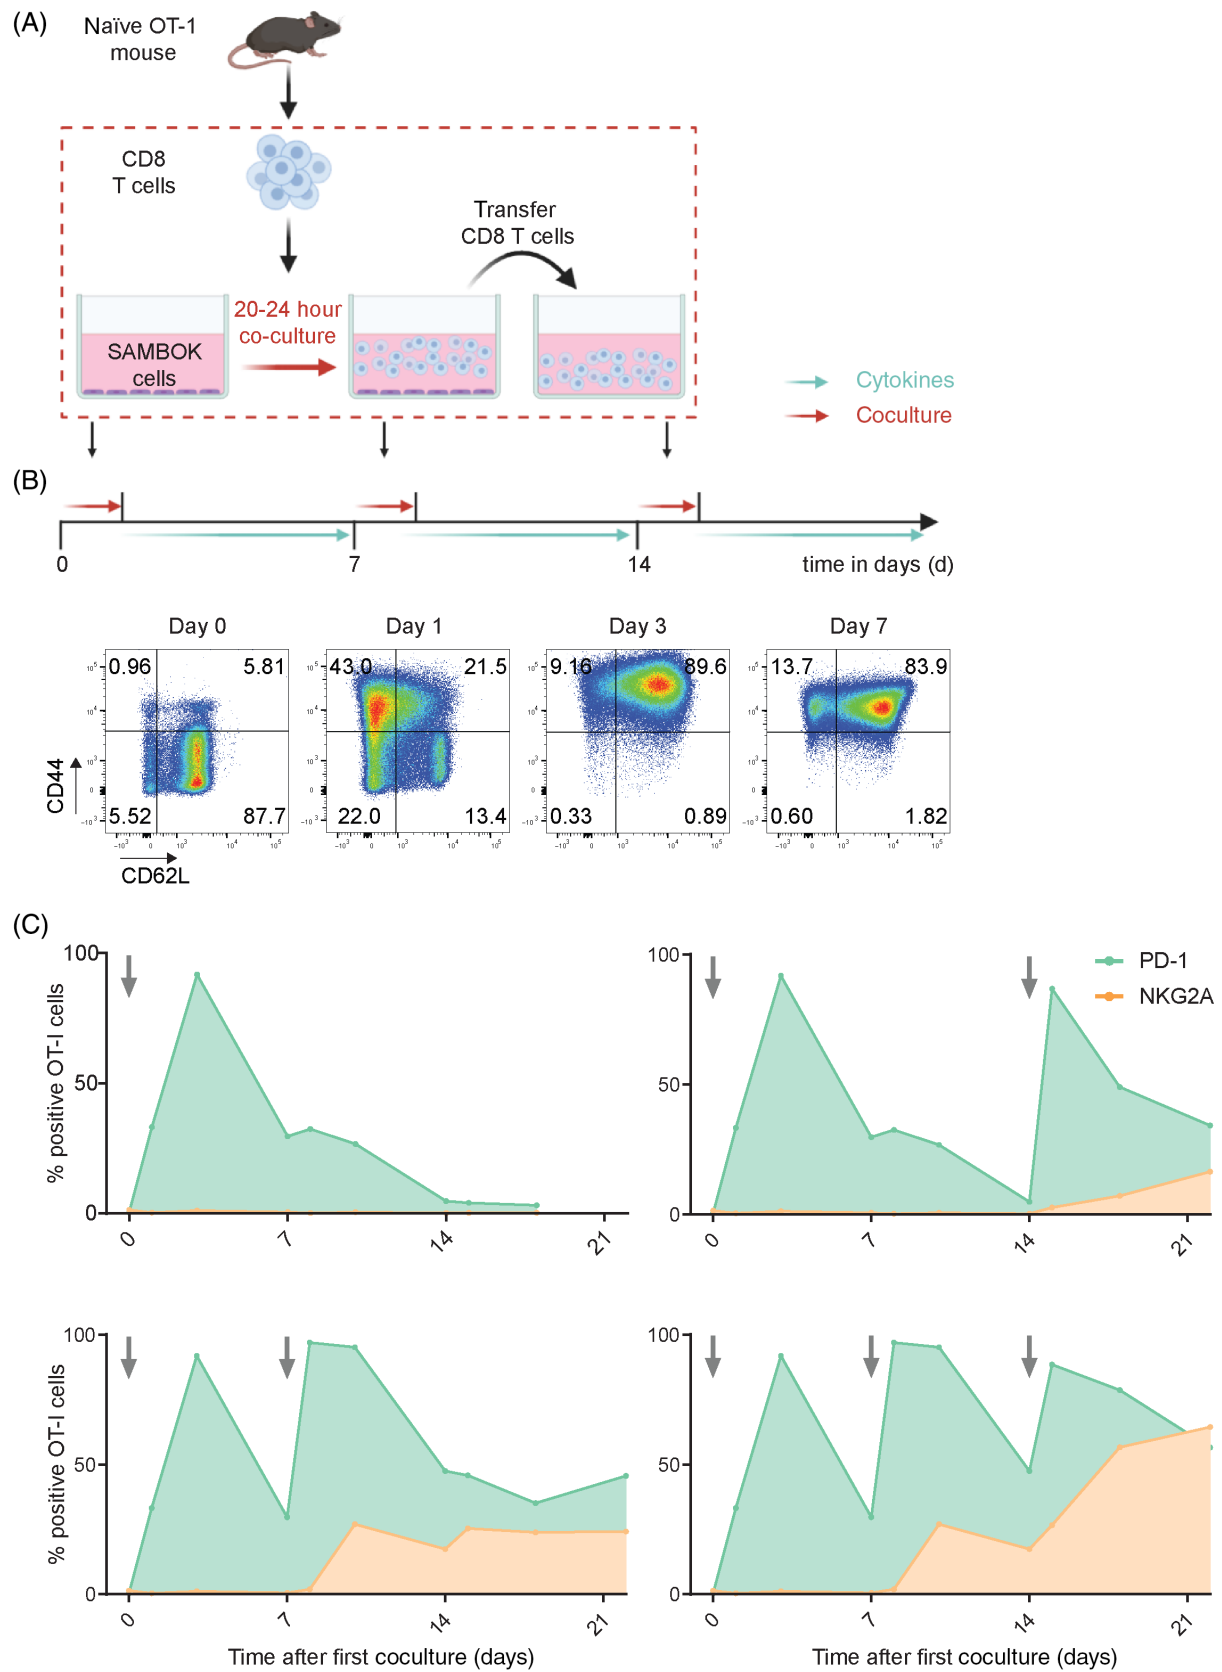 (A)
Naïve OT-1
mouse
CD8
T cells
Transfer
CD8 T cells
20-24 hour
co-culture
SAMBOK
cells
Cytokines
Coculture
(B)
0
7
14
time in days (d)
Day 0
Day 1
Day 3
Day 7
0.96
5.81
43.0
21.5
9.16
89.6
13.7
83.9
5.52
87.7
22.0
13.4
0.33
0.89
0.60
1.82
CD44
CD62L
(C)
100
50
0
% positive OT-I cells
0
7
14
21
100
50
0
0
7
14
21
PD-1
NKG2A
100
50
0
% positive OT-I cells
0
7
14
21
Time after first coculture (days)
100
50
0
0
7
14
21
Time after first coculture (days)